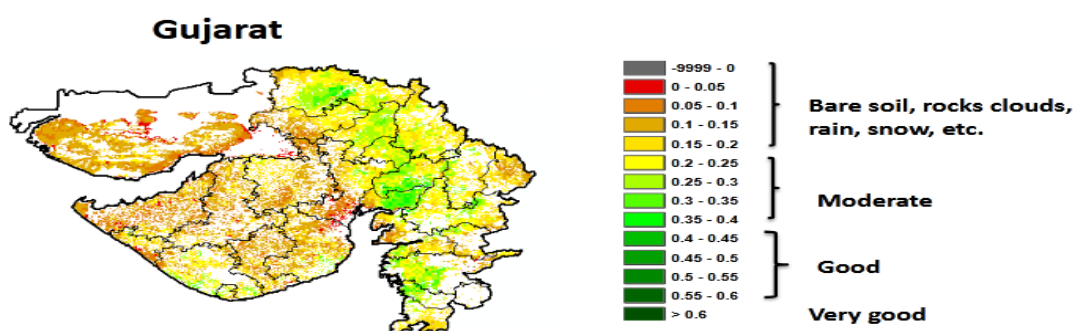 Gujarat
-9999 - 0
0 - 0.05
0.05 - 0.1
0.1 - 0.15
0.15 - 0.2
0.2 - 0.25
0.25 - 0.3
0.3 - 0.35
0.35 - 0.4
0.4 - 0.45
0.45 - 0.5
0.5 - 0.55
0.55 - 0.6
> 0.6
Bare soil, rocks clouds,
rain, snow, etc.
Moderate
Good
Very good